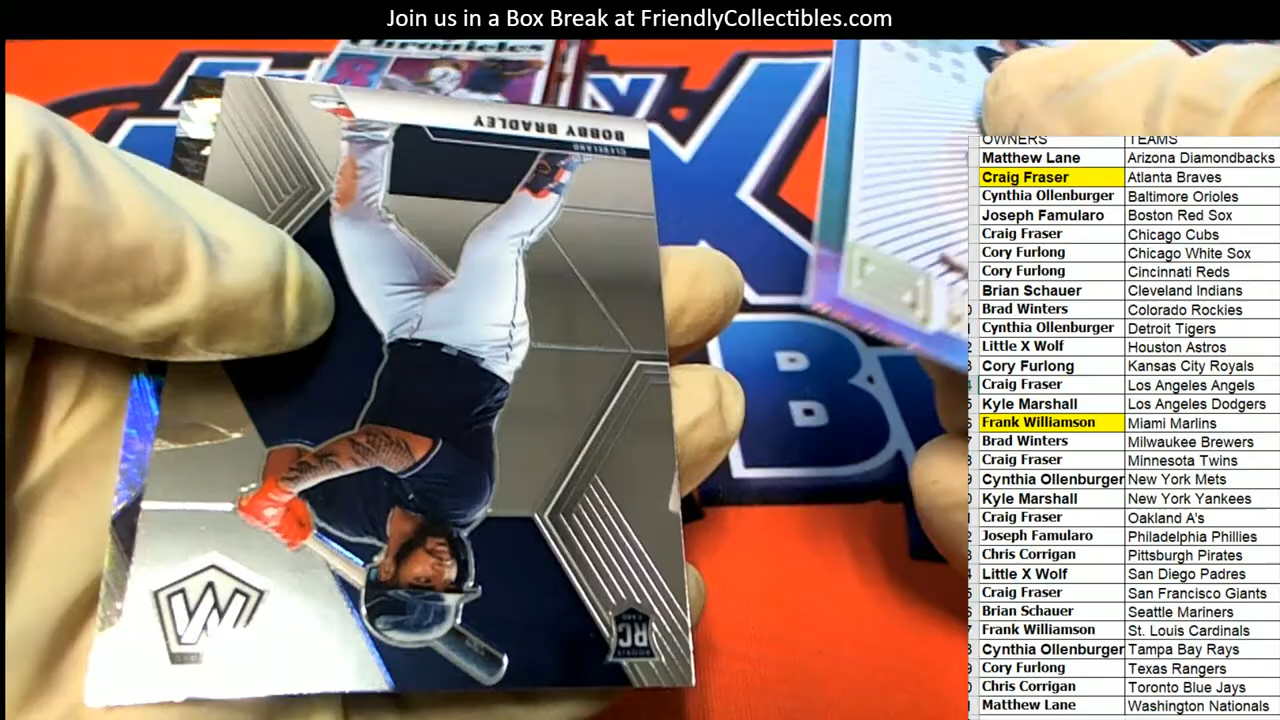 Join us in a Box Break at FriendlyCollectibles.com
Chronicles
BOBBY BRADLEY
CLEVELAND
RC
OWNERS TEAMS
Matthew Lane Arizona Diamondbacks
Craig Fraser Atlanta Braves
Cynthia Ollenburger Baltimore Orioles
Joseph Famularo Boston Red Sox
Craig Fraser Chicago Cubs
Cory Furlong Chicago White Sox
Cory Furlong Cincinnati Reds
Brian Schauer Cleveland Indians
Brad Winters Colorado Rockies
Cynthia Ollenburger Detroit Tigers
Little X Wolf Houston Astros
Cory Furlong Kansas City Royals
Craig Fraser Los Angeles Angels
Kyle Marshall Los Angeles Dodgers
Frank Williamson Miami Marlins
Brad Winters Milwaukee Brewers
Craig Fraser Minnesota Twins
Cynthia Ollenburger New York Mets
Kyle Marshall New York Yankees
Craig Fraser Oakland A's
Joseph Famularo Philadelphia Phillies
Chris Corrigan Pittsburgh Pirates
Little X Wolf San Diego Padres
Craig Fraser San Francisco Giants
Brian Schauer Seattle Mariners
Frank Williamson St. Louis Cardinals
Cynthia Ollenburger Tampa Bay Rays
Cory Furlong Texas Rangers
Chris Corrigan Toronto Blue Jays
Matthew Lane Washington Nationals